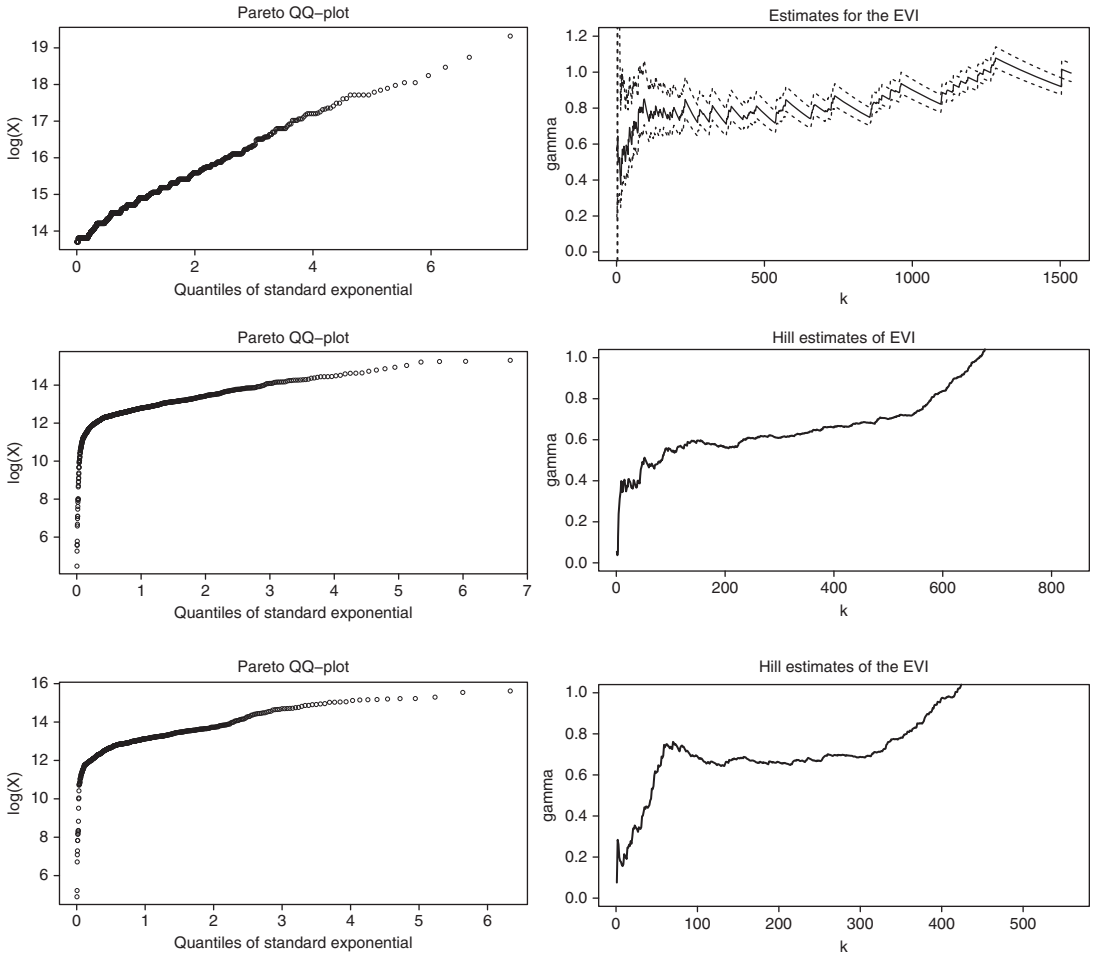 Pareto QQ−plot
log(X)
19
18
17
16
15
14
0 2 4 6
Quantiles of standard exponential
Estimates for the EVI
gamma
1.2
1.0
0.8
0.6
0.4
0.2
0.0
0 500 1000 1500
k
Pareto QQ−plot
log(X)
14
12
10
8
6
0 1 2 3 4 5 6 7
Quantiles of standard exponential
Hill estimates of EVI
gamma
1.0
0.8
0.6
0.4
0.2
0.0
0 200 400 600 800
k
Pareto QQ−plot
log(X)
16
14
12
10
8
6
0 1 2 3 4 5 6
Quantiles of standard exponential
Hill estimates of the EVI
gamma
1.0
0.8
0.6
0.4
0.2
0.0
0 100 200 300 400 500
k